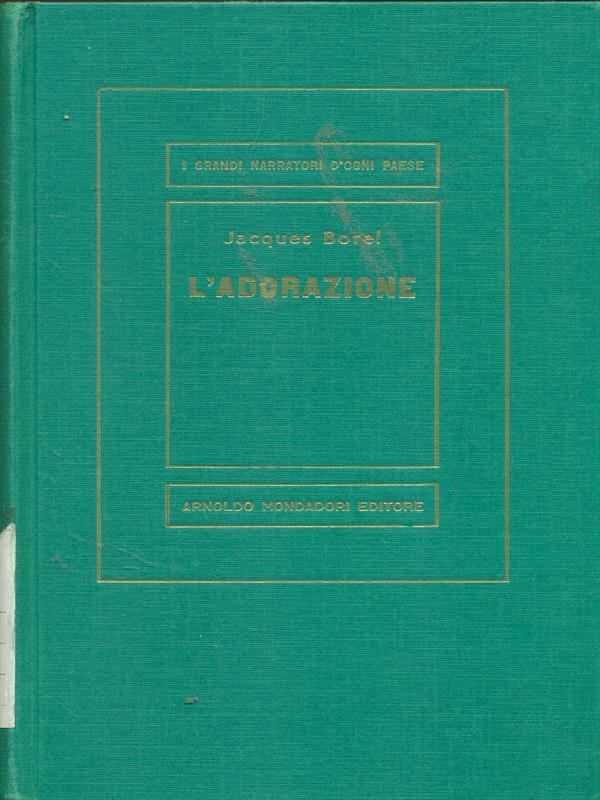 I GRANDI NARRATORI D'OGNI PAESE
Jacques Borel
L'ADORAZIONE
ARNOLDO MONDADORI EDITORE